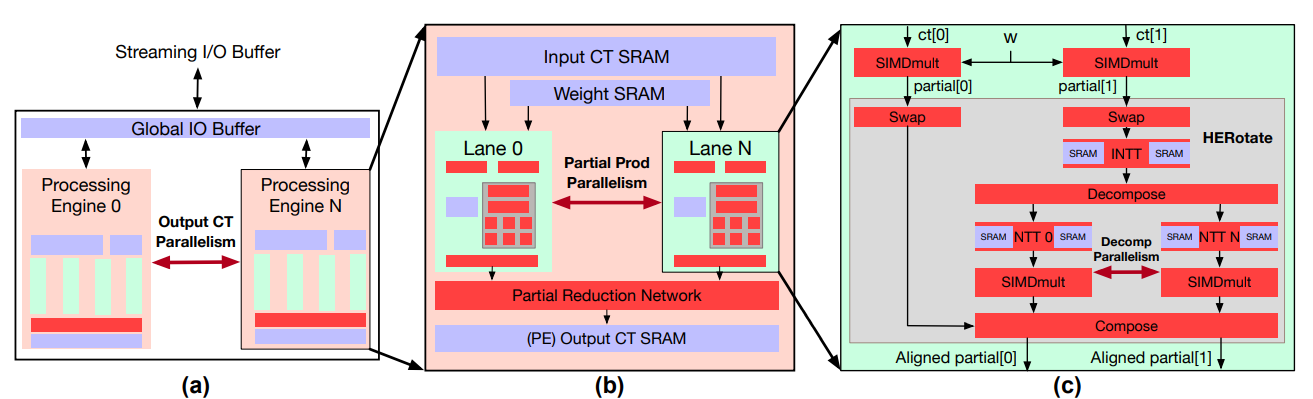 Streaming I/O Buffer
Global IO Buffer
Processing
Engine 0
Output CT
Parallelism
Processing
Engine N
(a)
Input CT SRAM
Weight SRAM
Lane 0
Partial Prod
Parallelism
Lane N
Partial Reduction Network
(PE) Output CT SRAM
(b)
ct[0]
w
ct[1]
SIMDmult
SIMDmult
partial[0]
partial[1]
Swap
Swap
HERotate
SRAM INTT SRAM
Decompose
SRAM NTT 0 SRAM
Decomp
Parallelism
SRAM NTT N SRAM
SIMDmult
SIMDmult
Compose
Aligned partial[0]
Aligned partial[1]
(c)